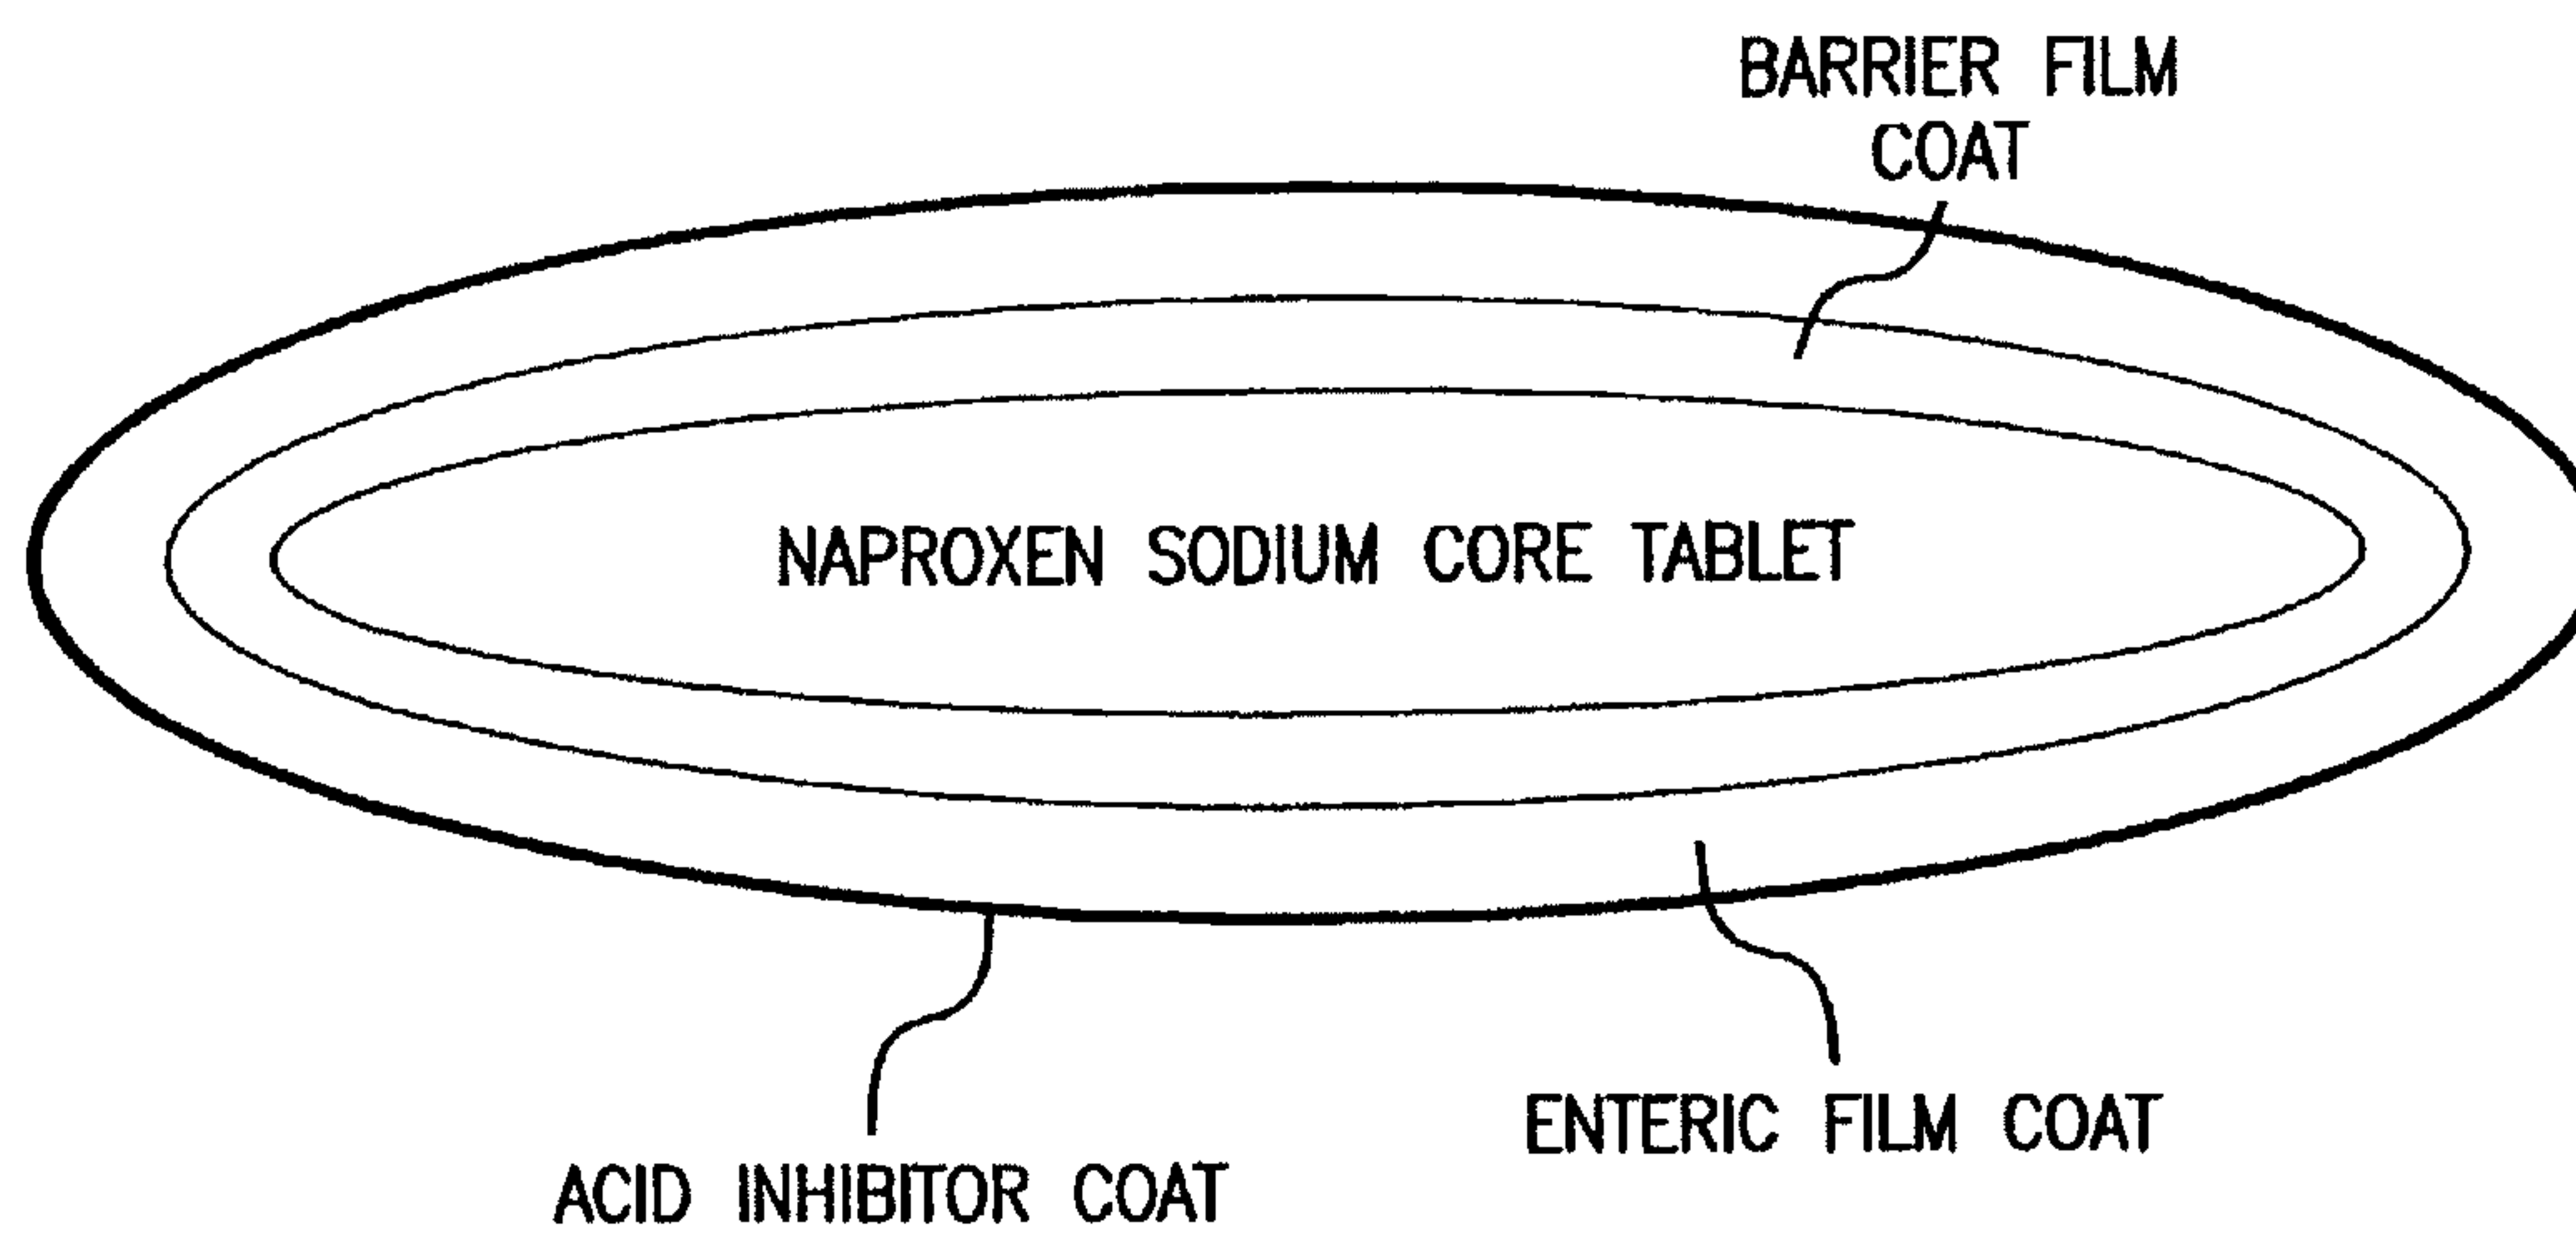 BARRIER FILM
COAT
NAPROXEN SODIUM CORE TABLET
ENTERIC FILM COAT
ACID INHIBITOR COAT